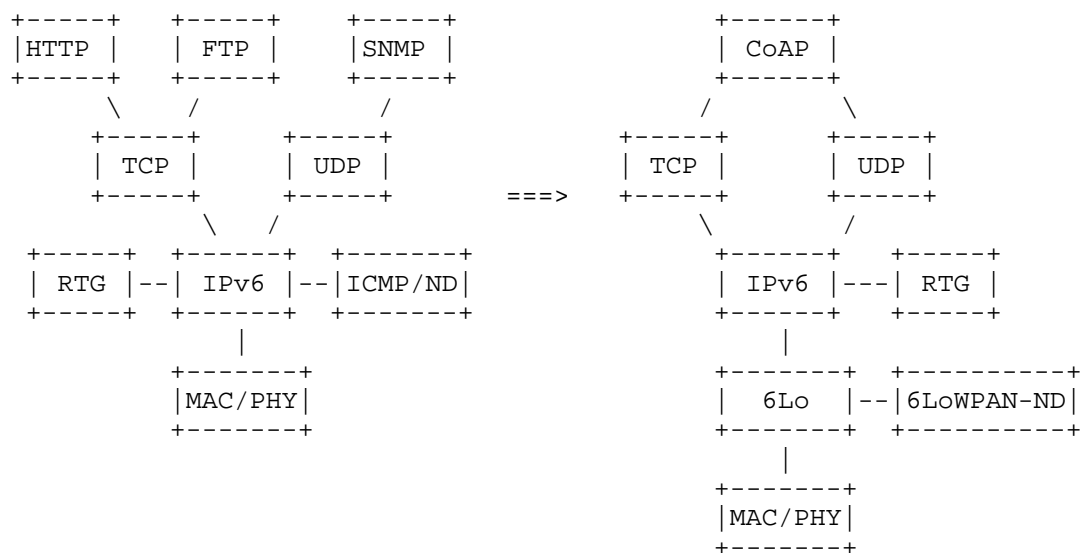 +-----+   +-----+      +-----+              +------+
|HTTP |   | FTP |      |SNMP |              | CoAP |
+-----+   +-----+      +-----+              +------+
\    /          /                /        \
+-----+     +-----+              +-----+      +-----+
| TCP |     | UDP |              | TCP |      | UDP |
+-----+     +-----+     ===>     +-----+      +-----+
\   /                        \        /
+-----+  +------+  +-------+              +------+   +-----+
| RTG |--| IPv6 |--|ICMP/ND|              | IPv6 |---| RTG |
+-----+  +------+  +-------+              +------+   +-----+
|                                |
+-------+                        +-------+  +----------+
|MAC/PHY|                        |  6Lo  |--|6LoWPAN-ND|
+-------+                        +-------+  +----------+
|
+-------+
|MAC/PHY|
+-------+